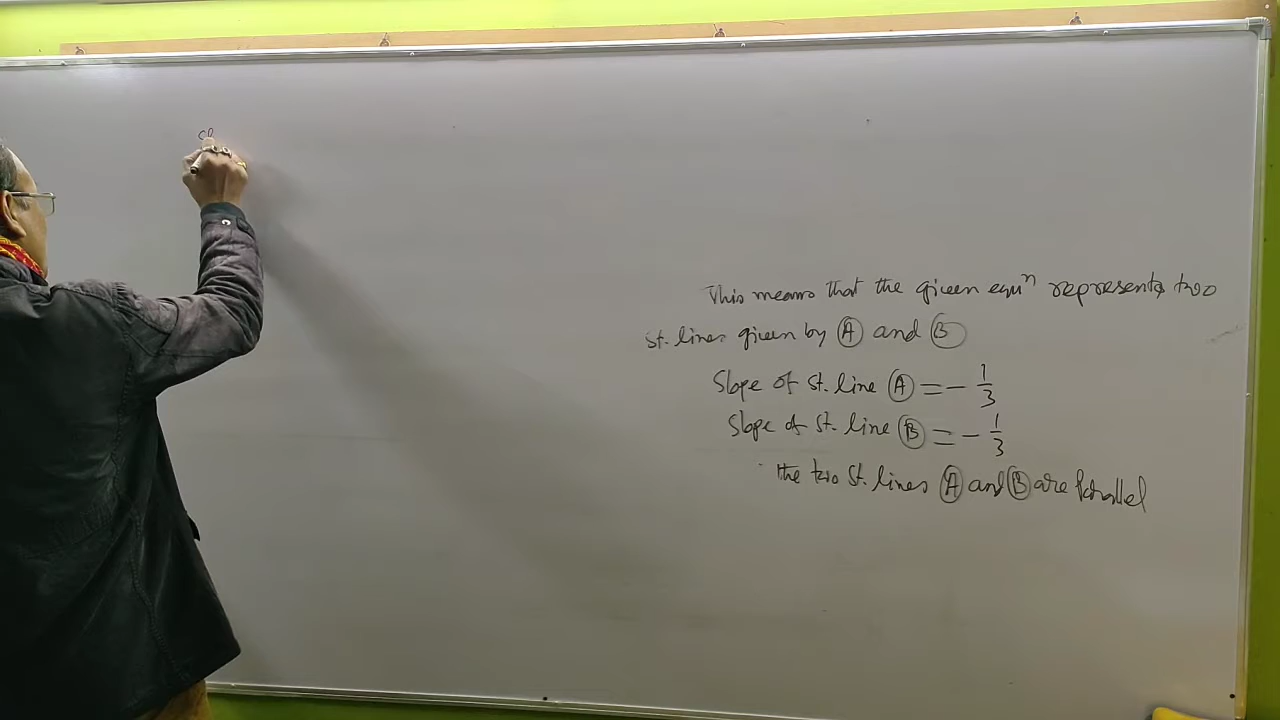 This means that the given equⁿ represents two
st. lines given by Ⓐ and Ⓑ
Slope of St. line Ⓐ = - 1/3
Slope of St. line Ⓑ = - 1/3
the two St. lines Ⓐ and Ⓑ are Parallel